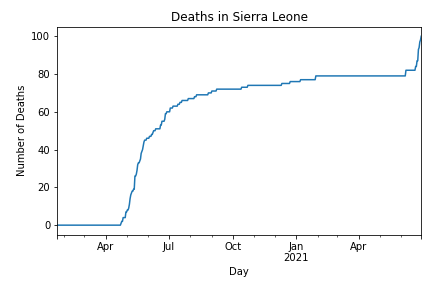 Deaths in Sierra Leone
Number of Deaths
100
80
60
40
20
0
Apr
Jul
Oct
Jan
2021
Apr
Day